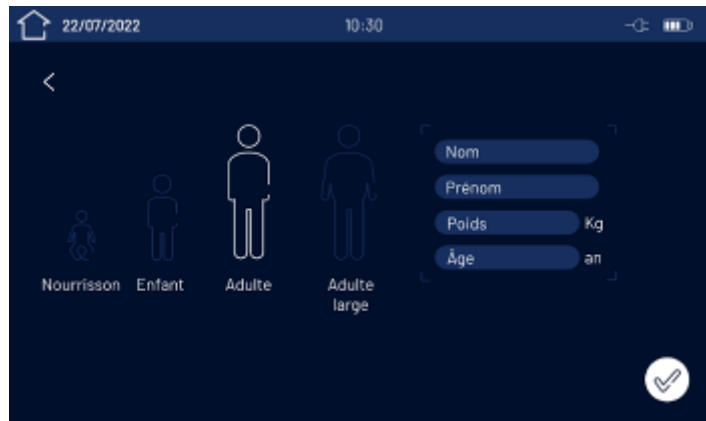 22/07/2022
10:30
Nom
Prénom
Poids Kg
Âge an
Nourrisson
Enfant
Adulte
Adulte
large